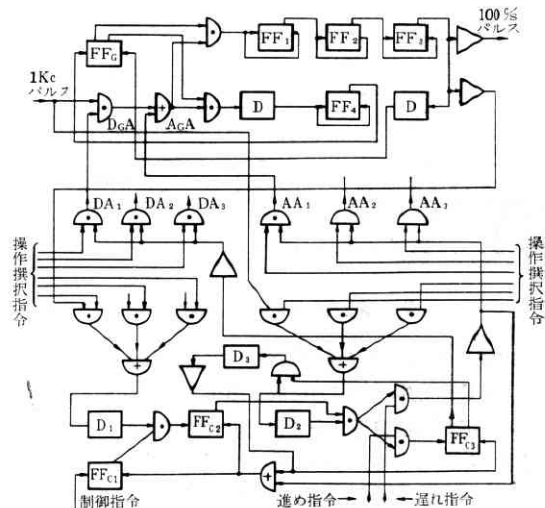 100 ℃/s
パルス
FFG
FF1
FF2
FF3
1Kc
パルス
D
FF4
D
DGA
AGA
DA1
DA2
DA3
AA1
AA2
AA3
操作撰択指令
操作撰択指令
D3
D1
FFC2
D2
FFC3
FFC1
制御指令
進め指令
遅れ指令